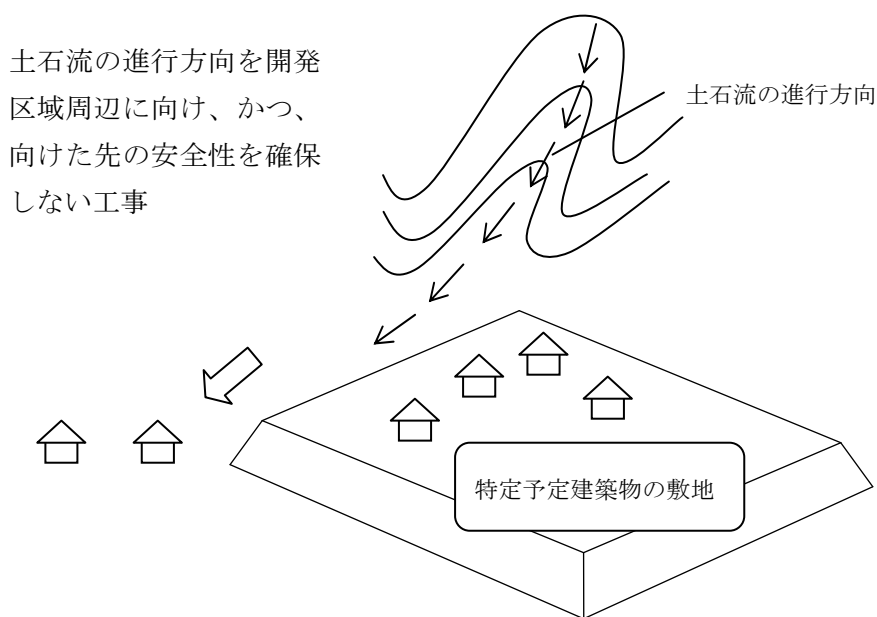 土石流の進行方向を開発
区域周辺に向け、かつ、
向けた先の安全性を確保
しない工事
土石流の進行方向
特定予定建築物の敷地